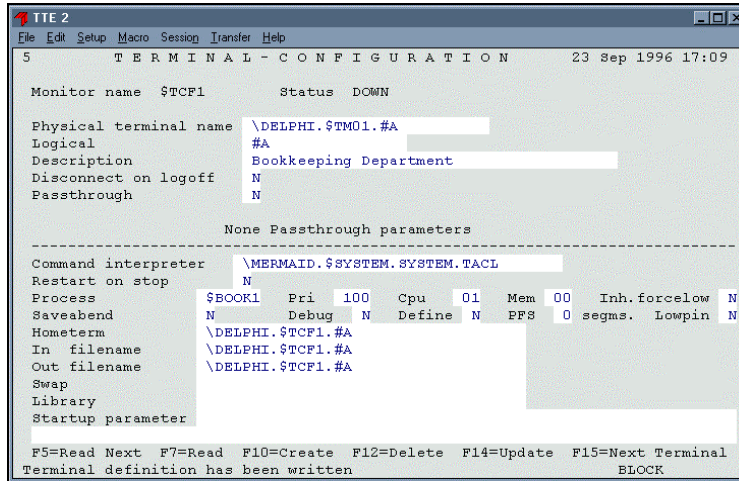 TTE 2
File Edit Setup Macro Session Transfer Help
5 T E R M I N A L - C O N F I G U R A T I O N 23 Sep 1996 17:09
Monitor name $TCF1 Status DOWN
Physical terminal name \DELPHI.$TM01.#A
Logical #A
Description Bookkeeping Department
Disconnect on logoff N
Passthrough N
None Passthrough parameters
Command interpreter \MERMAID.$SYSTEM.SYSTEM.TACL
Restart on stop N
Process $BOOK1 Pri 100 Cpu 01 Mem 00 Inh.forcelow N
Saveabend N Debug N Define N PFS 0 segms. Lowpin N
Hometerm \DELPHI.$TCF1.#A
In filename \DELPHI.$TCF1.#A
Out filename \DELPHI.$TCF1.#A
Swap
Library
Startup parameter
F5=Read Next F7=Read F10=Create F12=Delete F14=Update F15=Next Terminal
Terminal definition has been written BLOCK